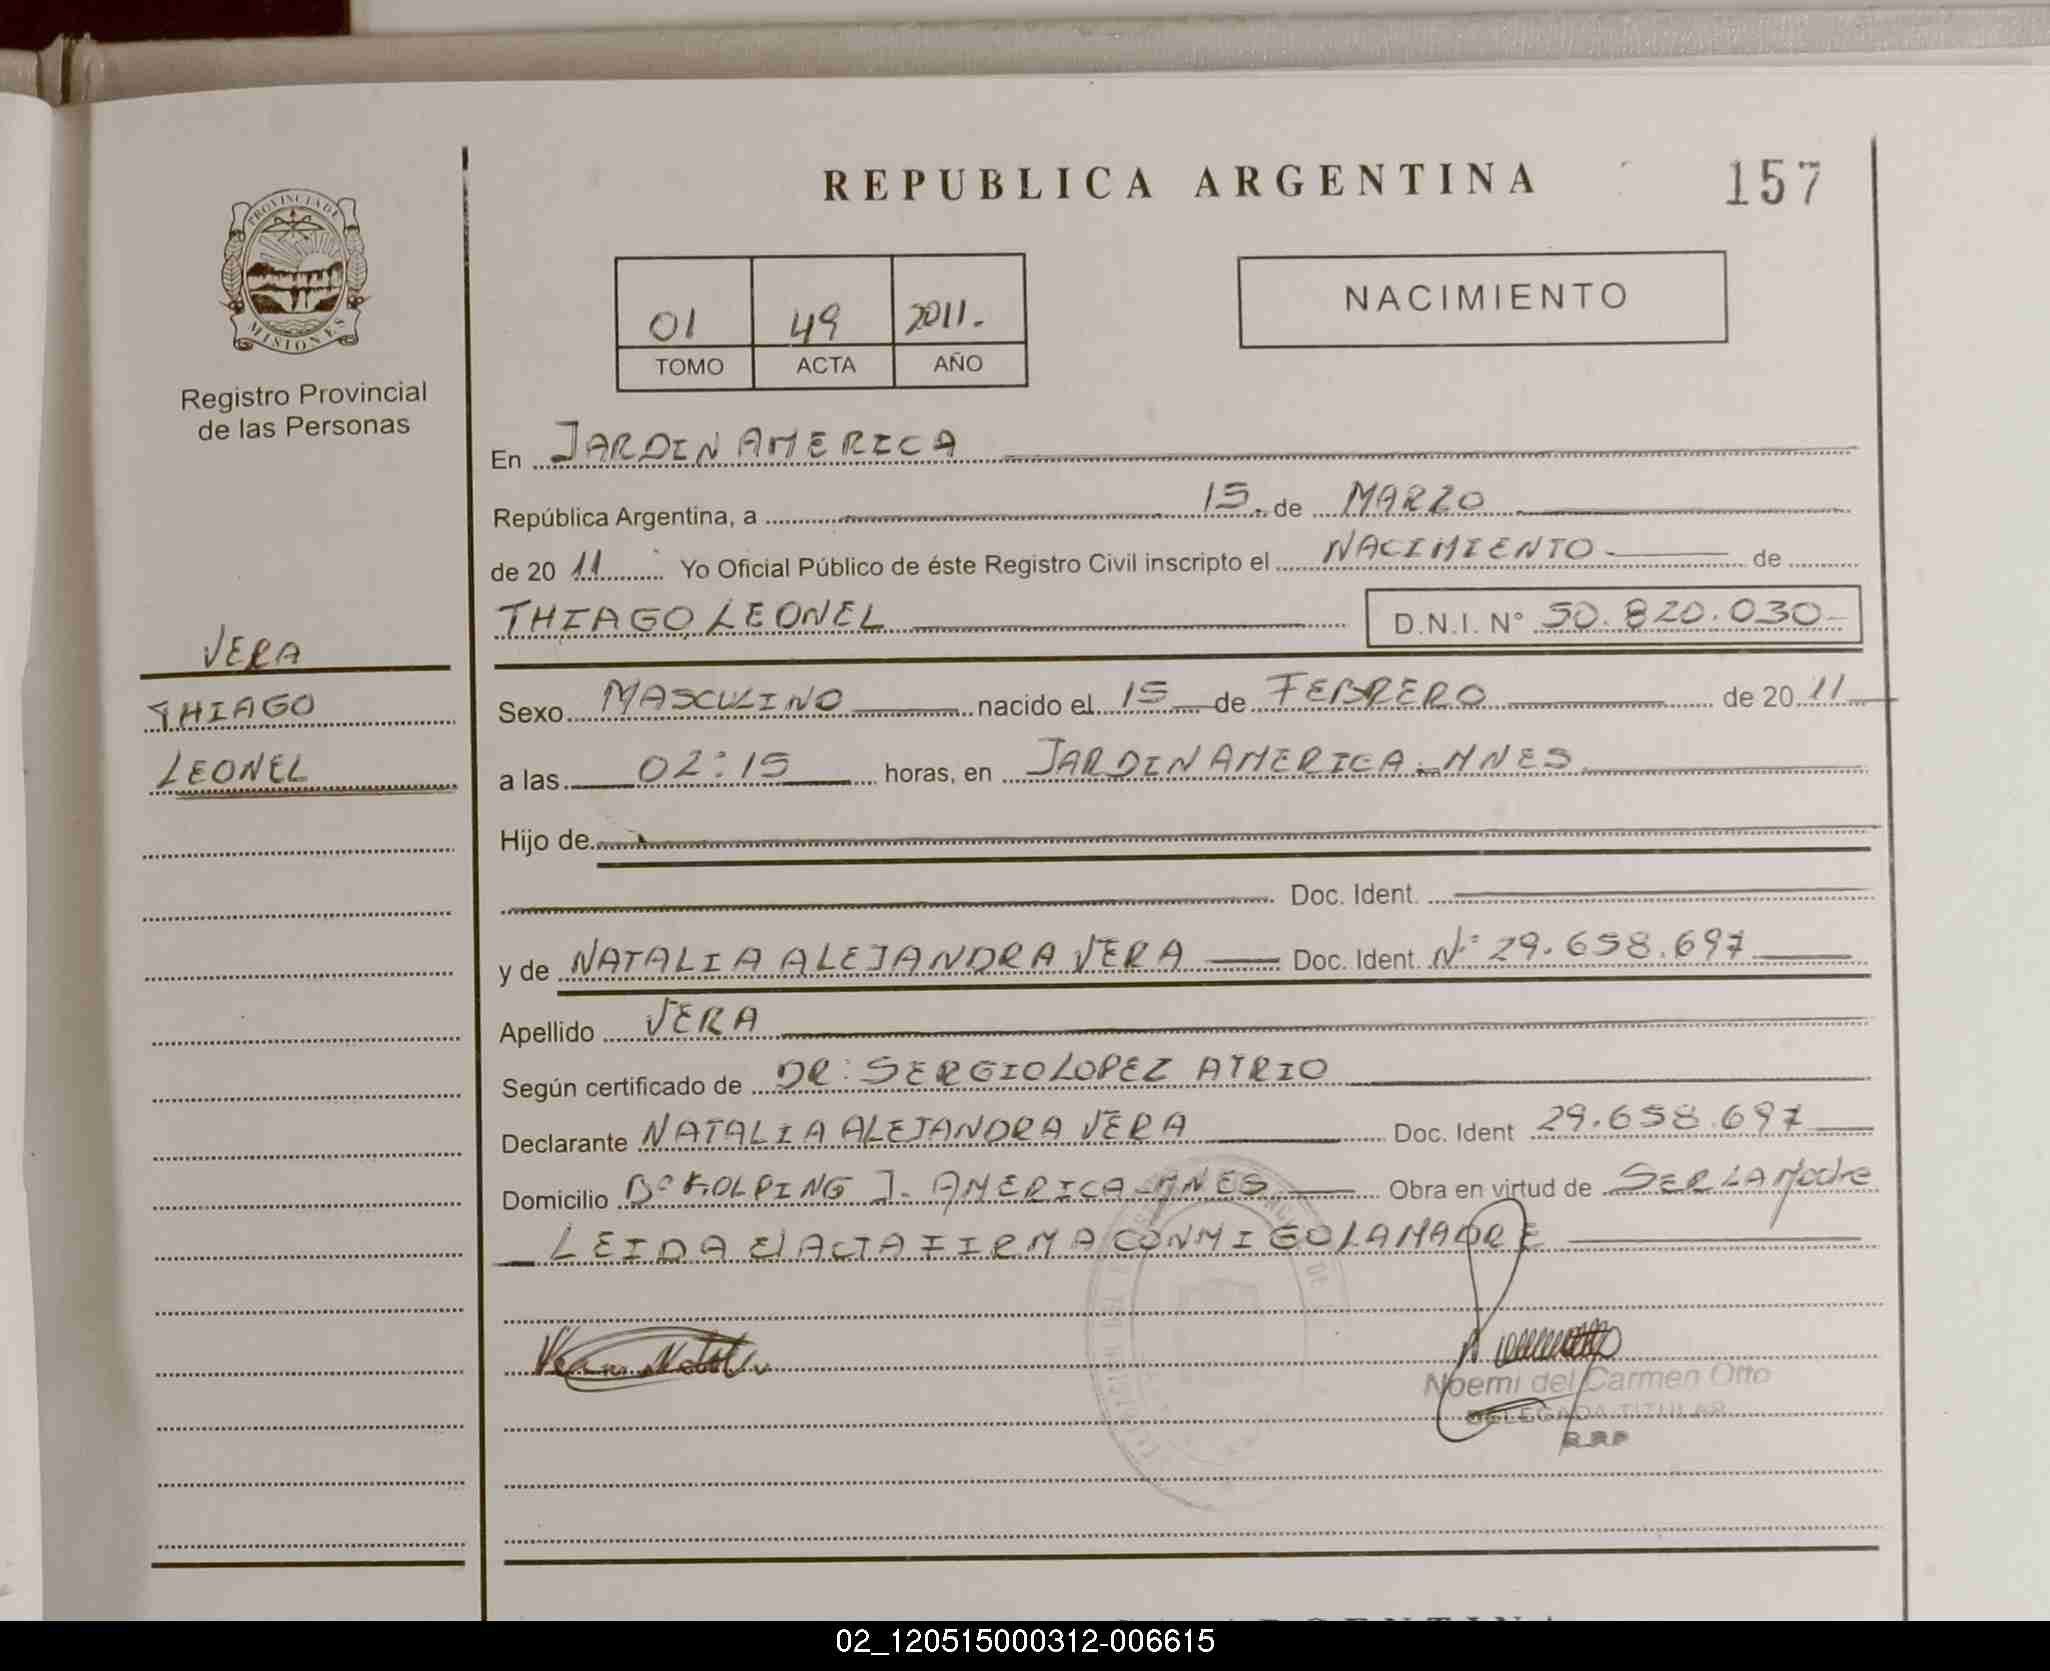 REPUBLICA ARGENTINA
157
PROVINCIA DE
MISIONES
Registro Provincial
de las Personas
01 49 2011.
TOMO ACTA AÑO
NACIMIENTO
En JARDIN AMERICA
República Argentina, a 15. de MARZO
de 20 11 Yo Oficial Público de éste Registro Civil inscripto el NACIMIENTO de
THIAGO LEONEL D.N.I. N° 50.820.030
VERA
THIAGO
LEONEL
Sexo MASCULINO nacido el 15 de FEBRERO de 20 11
a las 02:15 horas, en JARDIN AMERICA - MNES
Hijo de
Doc. Ident.
y de NATALIA ALEJANDRA VERA Doc. Ident. N° 29.658.697
Apellido VERA
Según certificado de DR: SERGIO LOPEZ ATRIO
Declarante NATALIA ALEJANDRA VERA Doc. Ident 29.658.697
Domicilio B° KOLPING J. AMERICA - MNES Obra en virtud de SER LA Madre
LEIDA El ACTA FIRMA CONMIGO LA MADRE
Noemi del Carmen Otto
DELEGADA TITULAR
R.P.P
02_120515000312-006615